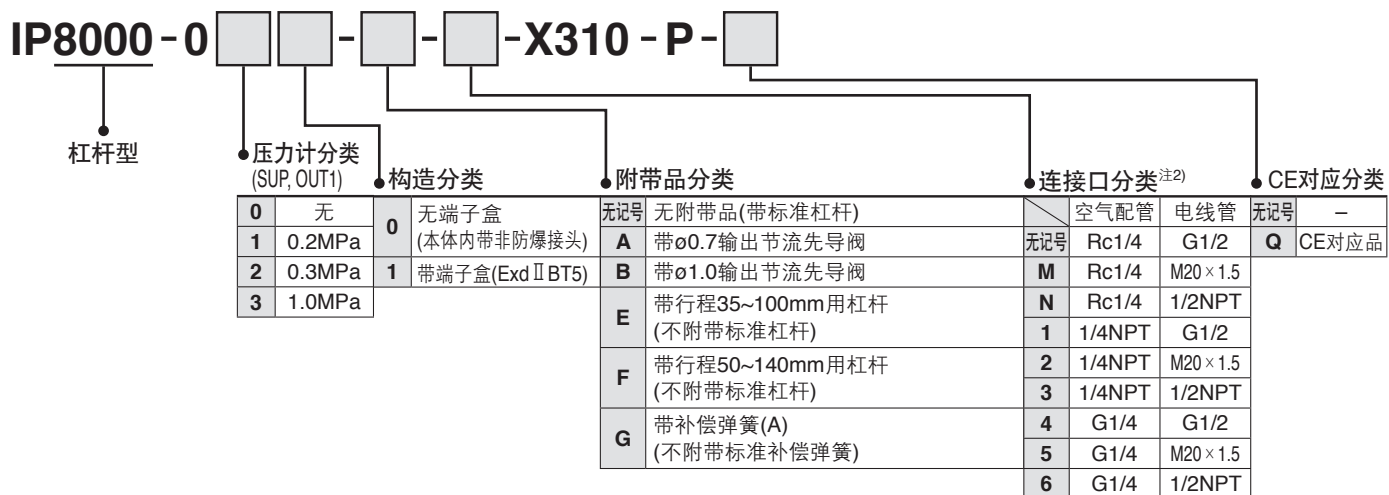 IP8000-0□□-□-□-X310-P-□
杠杆型
压力计分类
(SUP, OUT1)
0 无
1 0.2MPa
2 0.3MPa
3 1.0MPa
构造分类
0 无端子盒
(本体内带非防爆接头)
1 带端子盒(ExdⅡBT5)
附带品分类
无记号 无附带品(带标准杠杆)
A 带ø0.7输出节流先导阀
B 带ø1.0输出节流先导阀
E 带行程35~100mm用杠杆
(不附带标准杠杆)
F 带行程50~140mm用杠杆
(不附带标准杠杆)
G 带补偿弹簧(A)
(不附带标准补偿弹簧)
连接口分类注2)
空气配管 电线管
无记号 Rc1/4 G1/2
M Rc1/4 M20×1.5
N Rc1/4 1/2NPT
1 1/4NPT G1/2
2 1/4NPT M20×1.5
3 1/4NPT 1/2NPT
4 G1/4 G1/2
5 G1/4 M20×1.5
6 G1/4 1/2NPT
CE对应分类
无记号 –
Q CE对应品